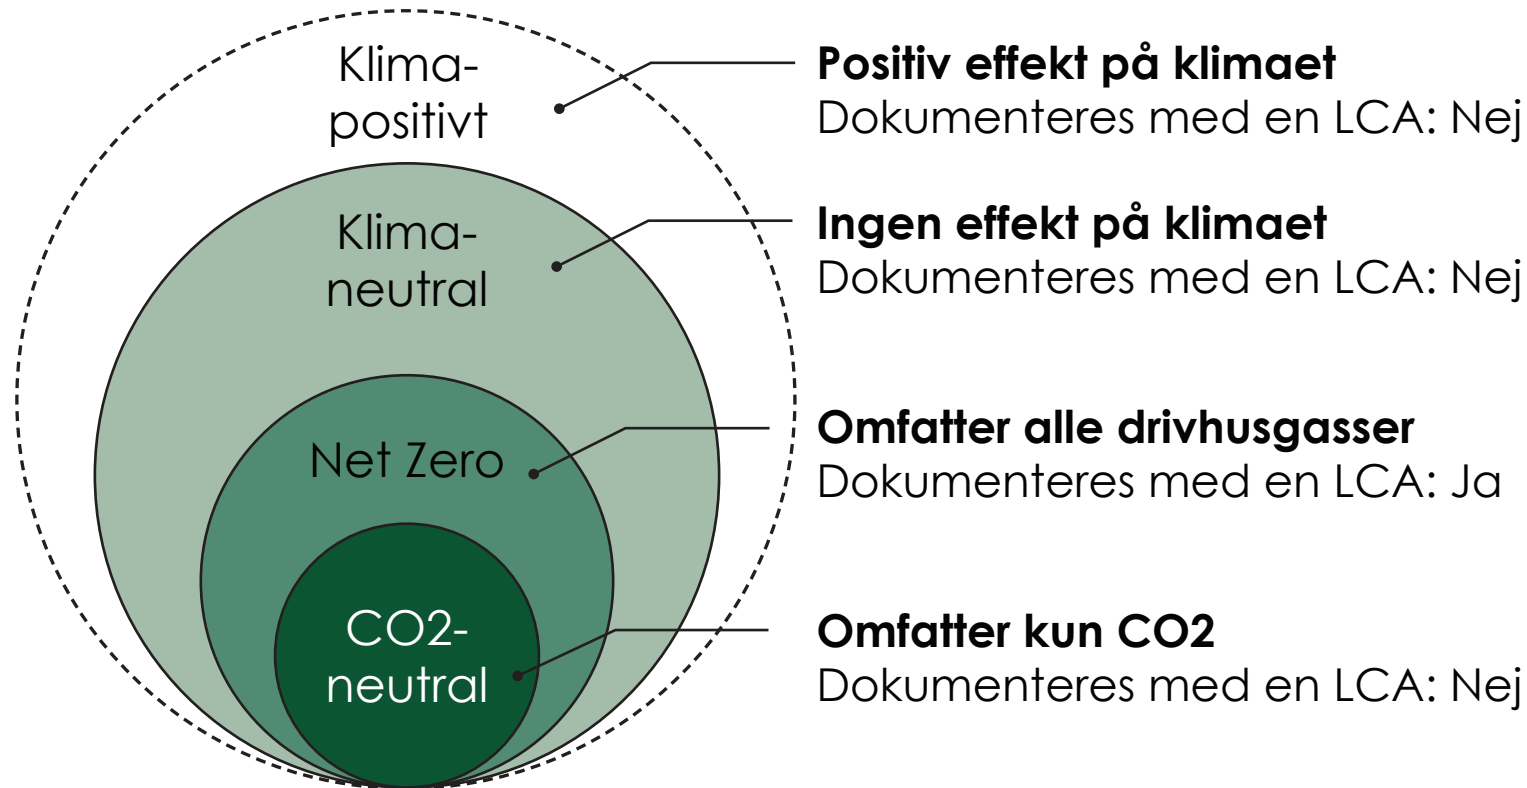 Klima-
positivt
Positiv effekt på klimaet
Dokumenteres med en LCA: Nej
Klima-
neutral
Ingen effekt på klimaet
Dokumenteres med en LCA: Nej
Net Zero
Omfatter alle drivhusgasser
Dokumenteres med en LCA: Ja
CO2-
neutral
Omfatter kun CO2
Dokumenteres med en LCA: Nej